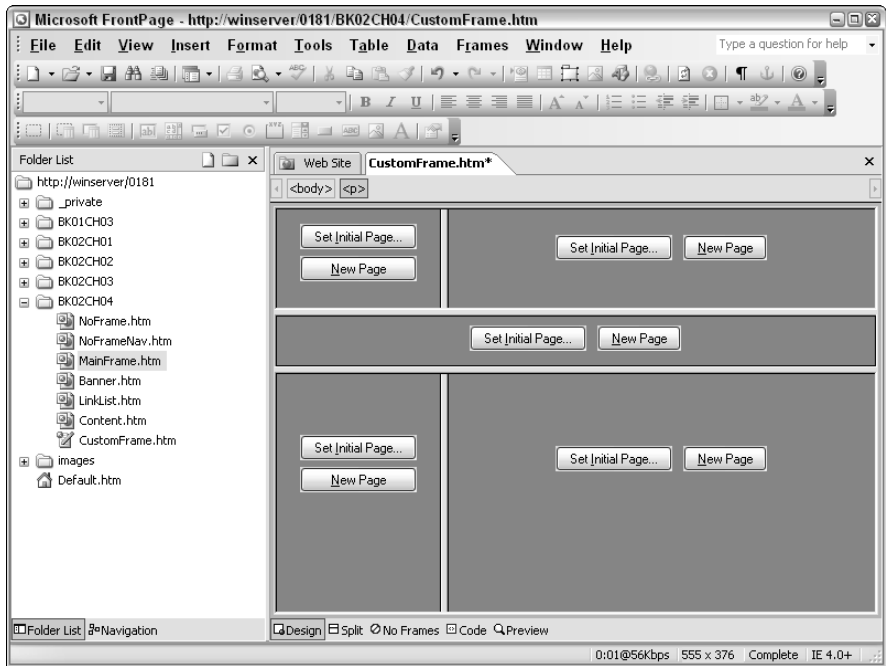 Microsoft FrontPage - http://winserver/0181/BK02CH04/CustomFrame.htm
File Edit View Insert Format Tools Table Data Frames Window Help Type a question for help
B I U A A A
abl ABC A
Folder List
Web Site CustomFrame.htm*
http://winserver/0181
<body> <p>
_private
BK01CH03
BK02CH01
BK02CH02
BK02CH03
BK02CH04
NoFrame.htm
NoFrameNav.htm
MainFrame.htm
Banner.htm
LinkList.htm
Content.htm
CustomFrame.htm
images
Default.htm
Set Initial Page...
New Page
Set Initial Page... New Page
Set Initial Page... New Page
Set Initial Page...
New Page
Set Initial Page... New Page
Folder List Navigation
Design Split No Frames Code Preview
0:01@56Kbps 555 x 376 Complete IE 4.0+